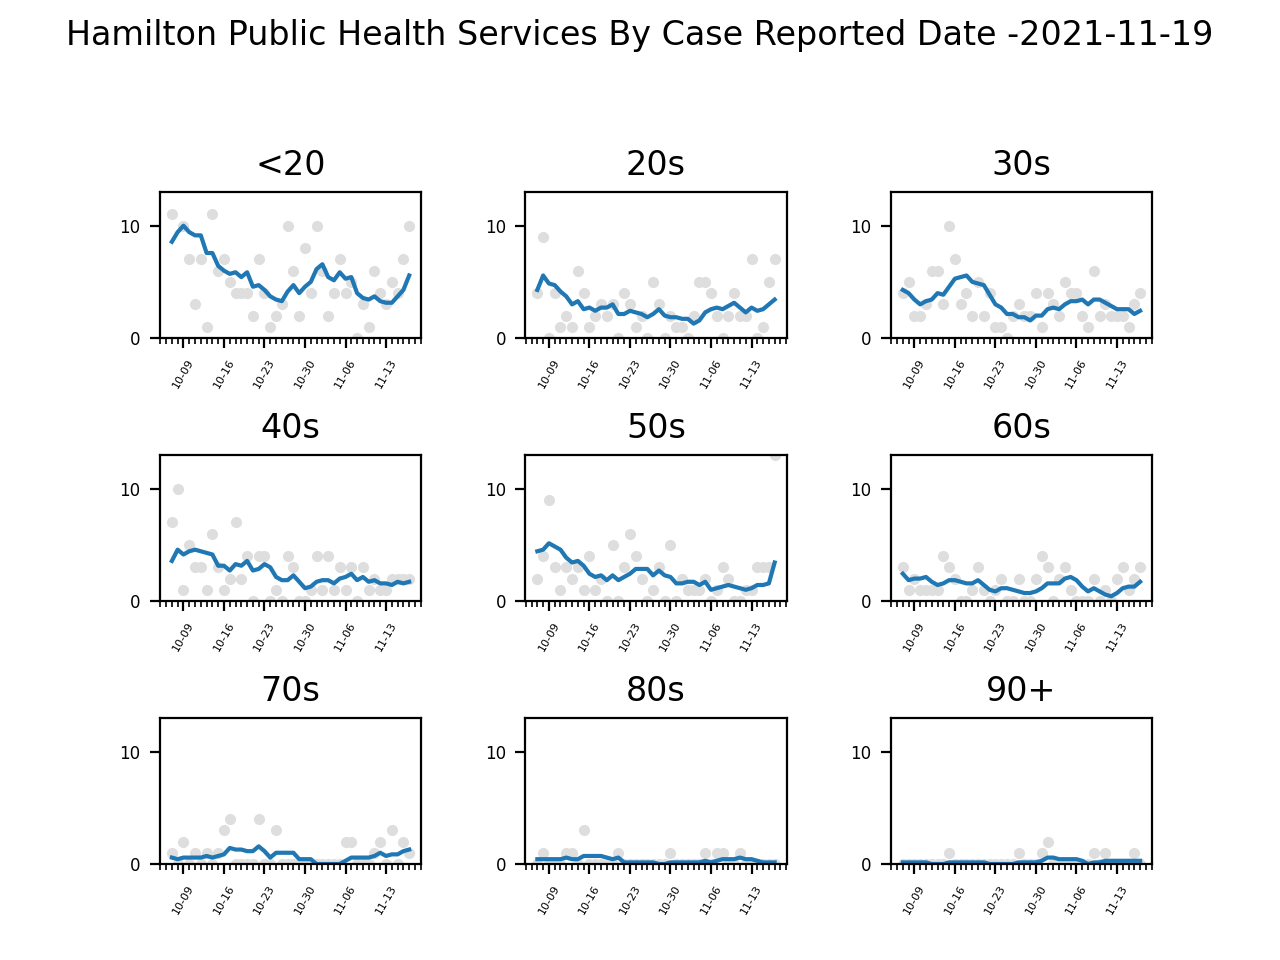 Hamilton Public Health Services By Case Reported Date -2021-11-19
<20 20s 30s
10 10 10
0 0 0
10-09 10-16 10-23 10-30 11-06 11-13 10-09 10-16 10-23 10-30 11-06 11-13 10-09 10-16 10-23 10-30 11-06 11-13
40s 50s 60s
10 10 10
0 0 0
10-09 10-16 10-23 10-30 11-06 11-13 10-09 10-16 10-23 10-30 11-06 11-13 10-09 10-16 10-23 10-30 11-06 11-13
70s 80s 90+
10 10 10
0 0 0
10-09 10-16 10-23 10-30 11-06 11-13 10-09 10-16 10-23 10-30 11-06 11-13 10-09 10-16 10-23 10-30 11-06 11-13